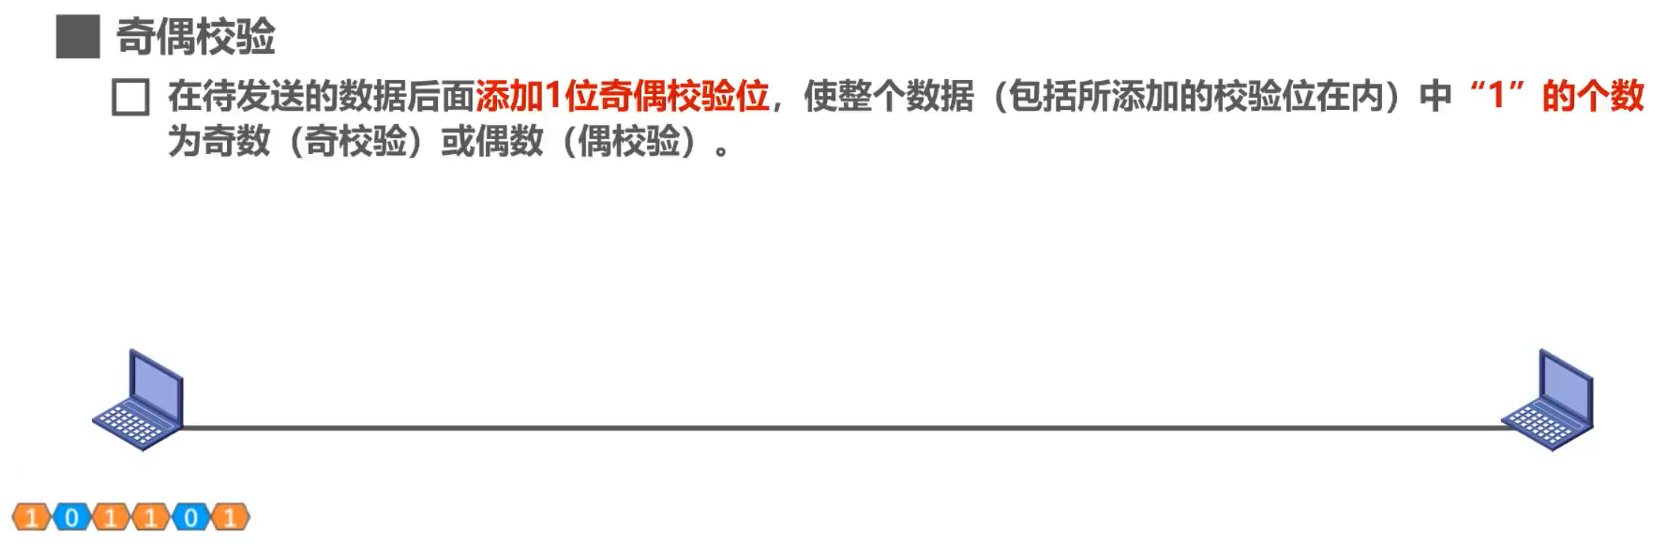 奇偶校验
在待发送的数据后面添加1位奇偶校验位，使整个数据（包括所添加的校验位在内）中“1”的个数
为奇数（奇校验）或偶数（偶校验）。
1 0 1 1 0 1